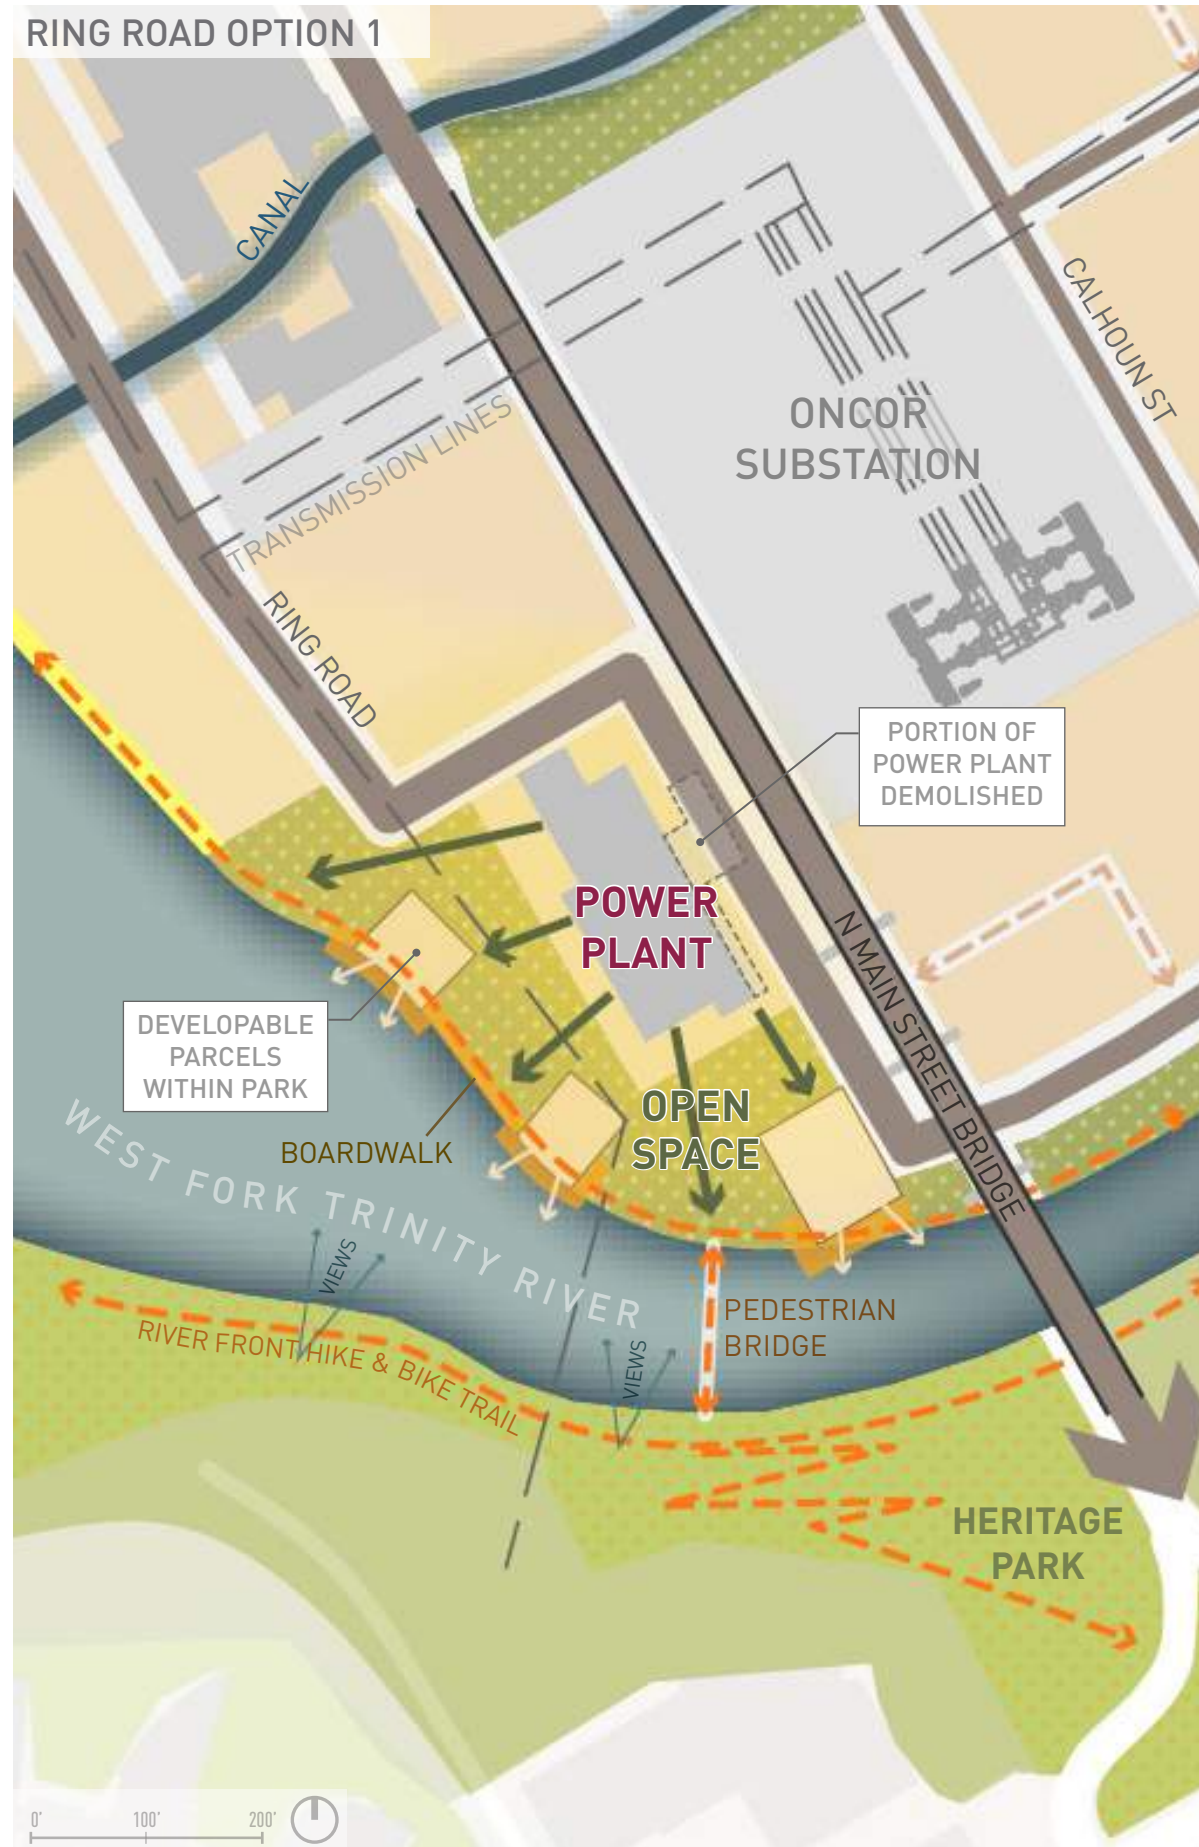 RING ROAD OPTION 1
CANAL
CALHOUN ST
ONCOR
SUBSTATION
TRANSMISSION LINES
RING ROAD
PORTION OF
POWER PLANT
DEMOLISHED
POWER
PLANT
N MAIN STREET BRIDGE
DEVELOPABLE
PARCELS
WITHIN PARK
OPEN
SPACE
BOARDWALK
WEST FORK TRINITY RIVER
VIEWS
PEDESTRIAN
BRIDGE
RIVER FRONT HIKE & BIKE TRAIL
VIEWS
HERITAGE
PARK
0' 100' 200'